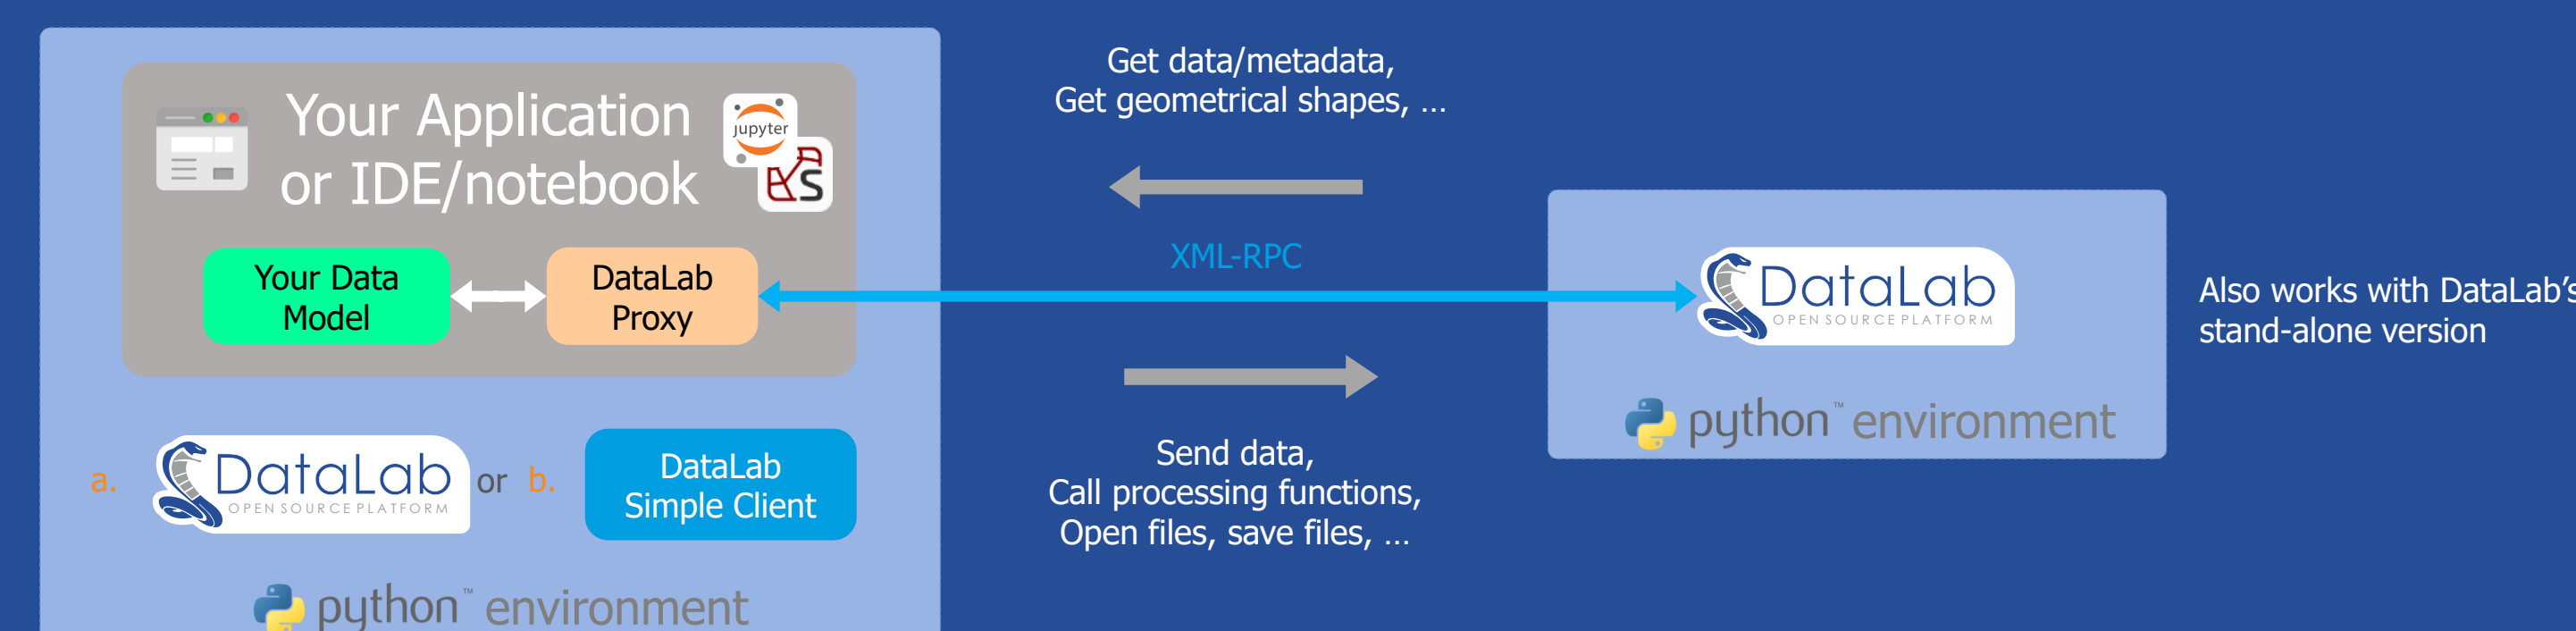 Your Application
or IDE/notebook
Jupyter
S
Your Data
Model
DataLab
Proxy
a.
DataLab
OPEN SOURCE PLATFORM
or b.
DataLab
Simple Client
python™ environment
Get data/metadata,
Get geometrical shapes, …
XML-RPC
Send data,
Call processing functions,
Open files, save files, …
DataLab
OPEN SOURCE PLATFORM
python™ environment
Also works with DataLab's
stand-alone version